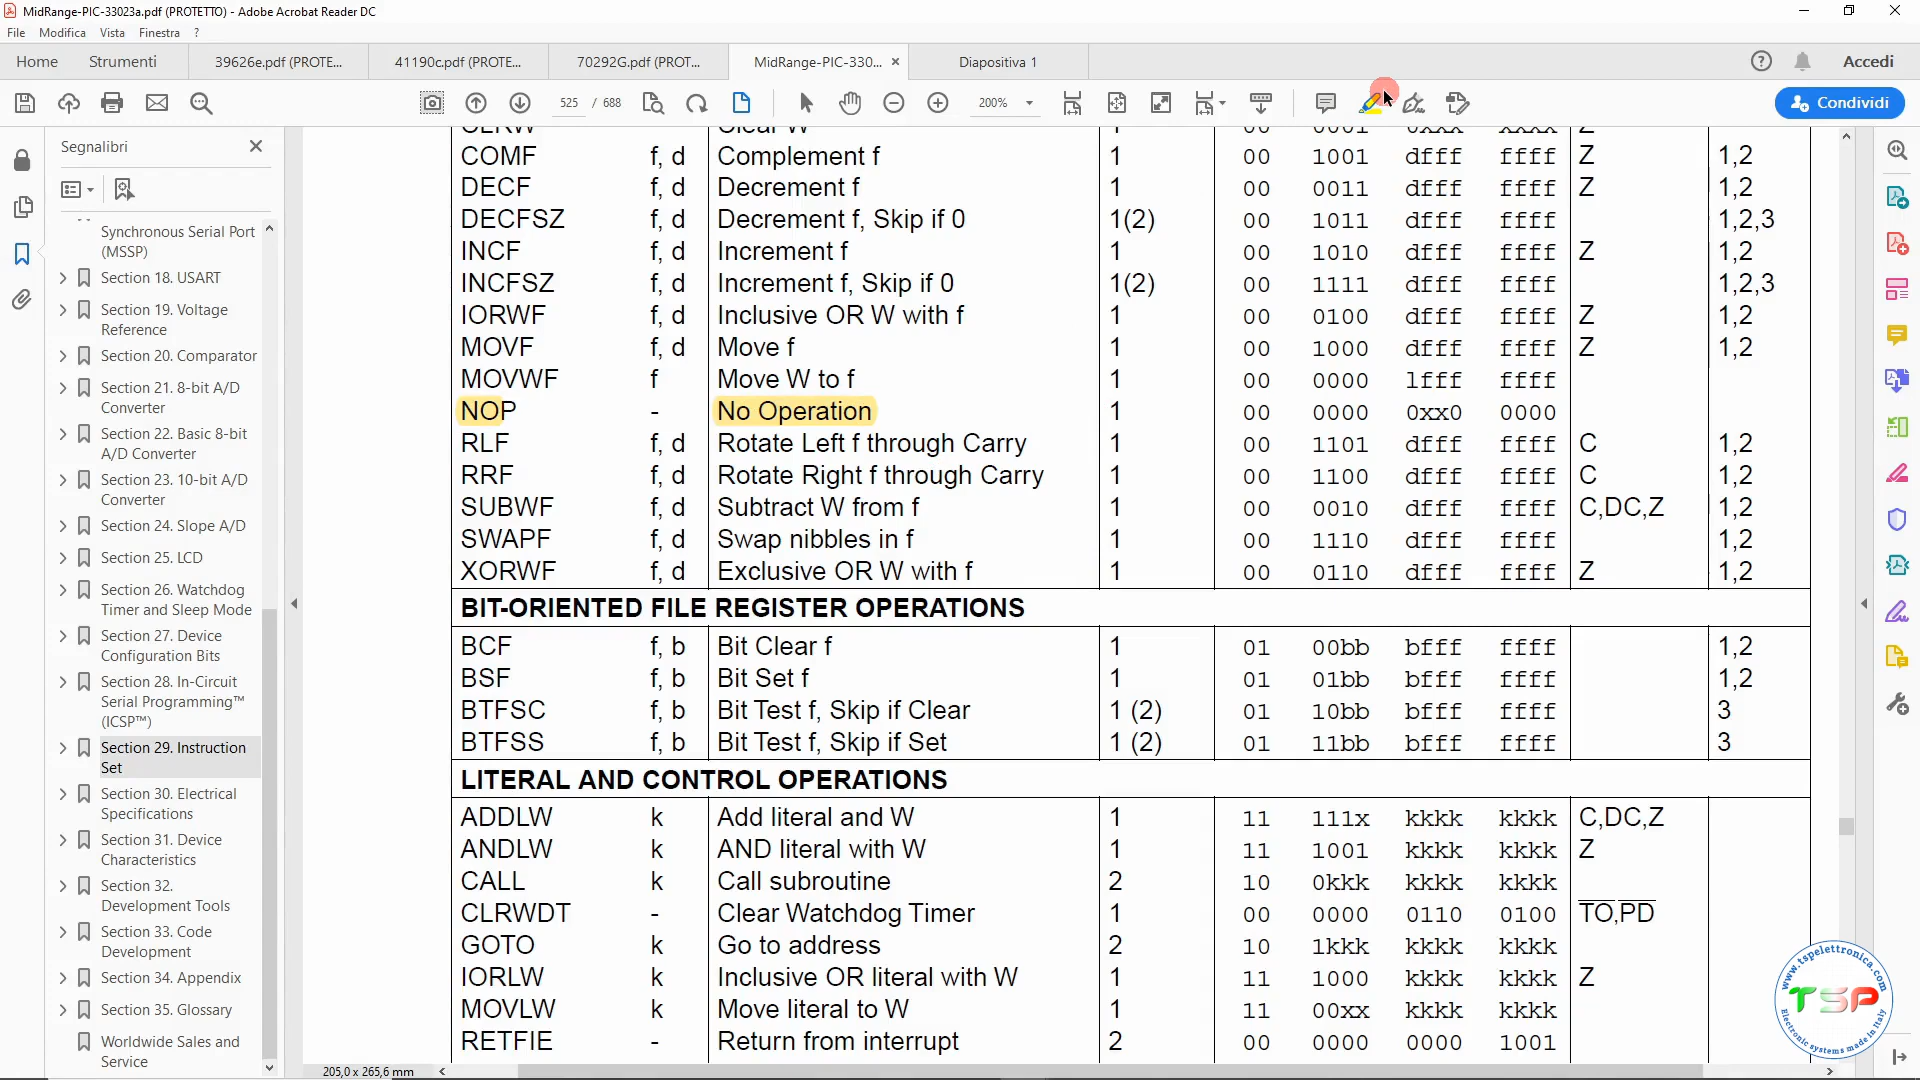 MidRange-PIC-33023a.pdf (PROTETTO) - Adobe Acrobat Reader DC
File Modifica Vista Finestra ?
Home Strumenti 39626e.pdf (PROTE... 41190c.pdf (PROTE... 70292G.pdf (PROT... MidRange-PIC-330... × Diapositiva 1 Accedi
525 / 688 200% Condividi
Segnalibri
Synchronous Serial Port
(MSSP)
Section 18. USART
Section 19. Voltage
Reference
Section 20. Comparator
Section 21. 8-bit A/D
Converter
Section 22. Basic 8-bit
A/D Converter
Section 23. 10-bit A/D
Converter
Section 24. Slope A/D
Section 25. LCD
Section 26. Watchdog
Timer and Sleep Mode
Section 27. Device
Configuration Bits
Section 28. In-Circuit
Serial Programming™
(ICSP™)
Section 29. Instruction
Set
Section 30. Electrical
Specifications
Section 31. Device
Characteristics
Section 32.
Development Tools
Section 33. Code
Development
Section 34. Appendix
Section 35. Glossary
Worldwide Sales and
Service
CLRW - Clear W 1 00 0001 0xxx xxxx Z
COMF f, d Complement f 1 00 1001 dfff ffff Z 1,2
DECF f, d Decrement f 1 00 0011 dfff ffff Z 1,2
DECFSZ f, d Decrement f, Skip if 0 1(2) 00 1011 dfff ffff 1,2,3
INCF f, d Increment f 1 00 1010 dfff ffff Z 1,2
INCFSZ f, d Increment f, Skip if 0 1(2) 00 1111 dfff ffff 1,2,3
IORWF f, d Inclusive OR W with f 1 00 0100 dfff ffff Z 1,2
MOVF f, d Move f 1 00 1000 dfff ffff Z 1,2
MOVWF f Move W to f 1 00 0000 lfff ffff
NOP - No Operation 1 00 0000 0xx0 0000
RLF f, d Rotate Left f through Carry 1 00 1101 dfff ffff C 1,2
RRF f, d Rotate Right f through Carry 1 00 1100 dfff ffff C 1,2
SUBWF f, d Subtract W from f 1 00 0010 dfff ffff C,DC,Z 1,2
SWAPF f, d Swap nibbles in f 1 00 1110 dfff ffff 1,2
XORWF f, d Exclusive OR W with f 1 00 0110 dfff ffff Z 1,2
BIT-ORIENTED FILE REGISTER OPERATIONS
BCF f, b Bit Clear f 1 01 00bb bfff ffff 1,2
BSF f, b Bit Set f 1 01 01bb bfff ffff 1,2
BTFSC f, b Bit Test f, Skip if Clear 1 (2) 01 10bb bfff ffff 3
BTFSS f, b Bit Test f, Skip if Set 1 (2) 01 11bb bfff ffff 3
LITERAL AND CONTROL OPERATIONS
ADDLW k Add literal and W 1 11 111x kkkk kkkk C,DC,Z
ANDLW k AND literal with W 1 11 1001 kkkk kkkk Z
CALL k Call subroutine 2 10 0kkk kkkk kkkk
CLRWDT - Clear Watchdog Timer 1 00 0000 0110 0100 TO,PD
GOTO k Go to address 2 10 1kkk kkkk kkkk
IORLW k Inclusive OR literal with W 1 11 1000 kkkk kkkk Z
MOVLW k Move literal to W 1 11 00xx kkkk kkkk
RETFIE - Return from interrupt 2 00 0000 0000 1001
205,0 x 265,6 mm
www.tspelettronica.com
TSP
Electronic systems made in Italy